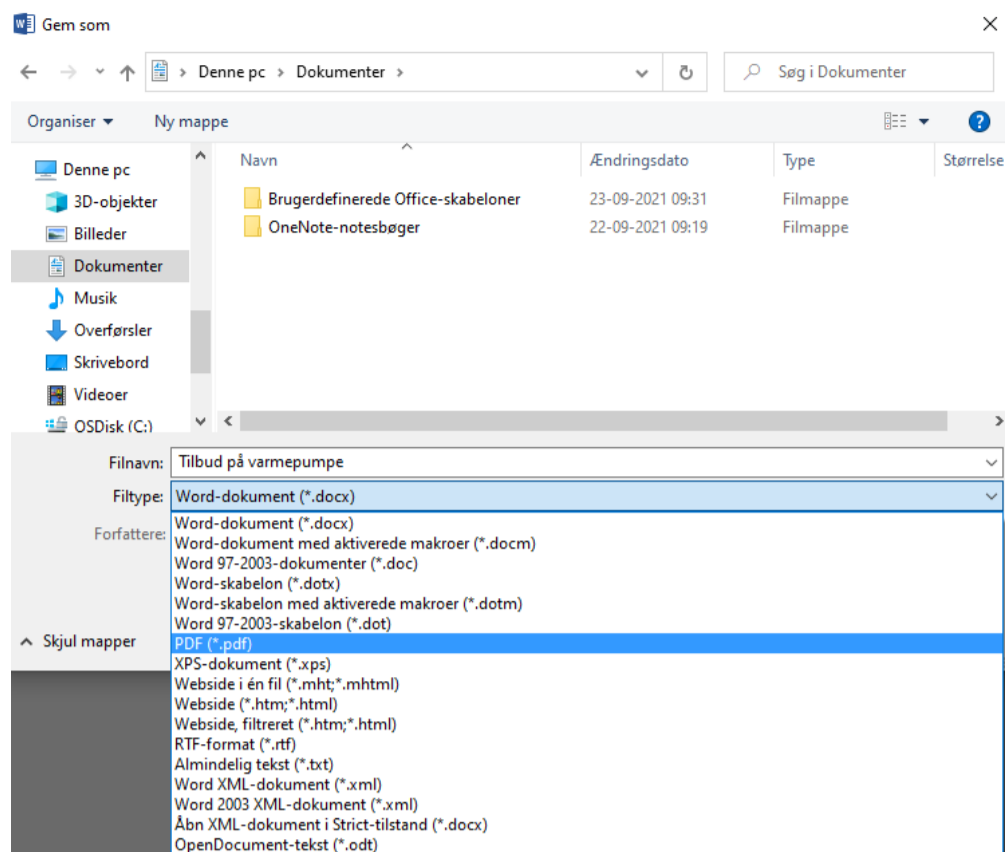 Gem som
Denne pc > Dokumenter >
Søg i Dokumenter
Organiser
Ny mappe
Navn
Ændringsdato
Type
Størrelse
Denne pc
3D-objekter
Billeder
Dokumenter
Musik
Overførsler
Skrivebord
Videoer
OSDisk (C:)
Brugerdefinerede Office-skabeloner 23-09-2021 09:31 Filmappe
OneNote-notesbøger 22-09-2021 09:19 Filmappe
Filnavn: Tilbud på varmepumpe
Filtype: Word-dokument (*.docx)
Forfattere:
Word-dokument (*.docx)
Word-dokument med aktiverede makroer (*.docm)
Word 97-2003-dokumenter (*.doc)
Word-skabelon (*.dotx)
Word-skabelon med aktiverede makroer (*.dotm)
Word 97-2003-skabelon (*.dot)
Skjul mapper
PDF (*.pdf)
XPS-dokument (*.xps)
Webside i én fil (*.mht;*.mhtml)
Webside (*.htm;*.html)
Webside, filtreret (*.htm;*.html)
RTF-format (*.rtf)
Almindelig tekst (*.txt)
Word XML-dokument (*.xml)
Word 2003 XML-dokument (*.xml)
Åbn XML-dokument i Strict-tilstand (*.docx)
OpenDocument-tekst (*.odt)